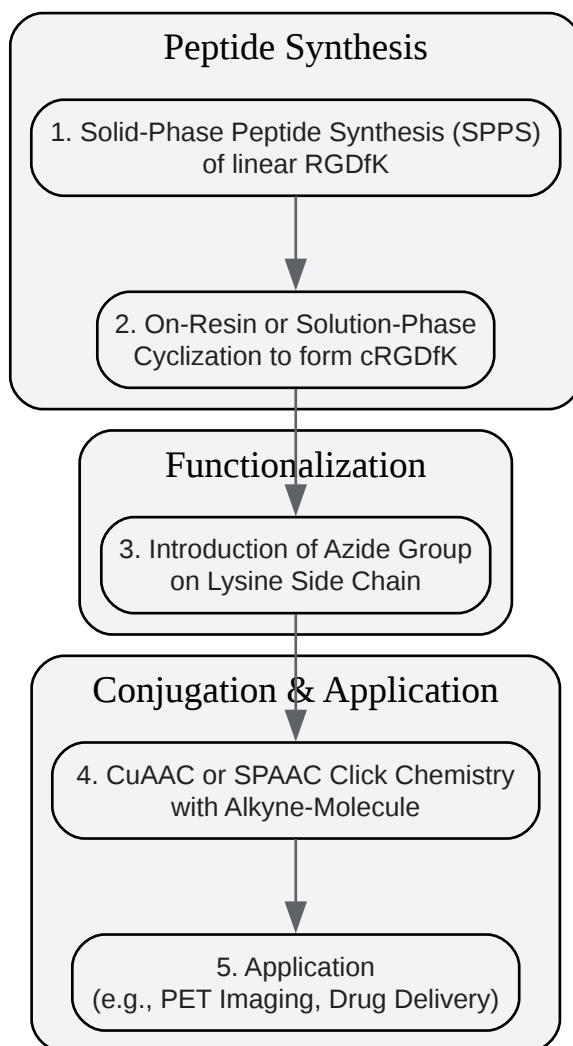 Peptide Synthesis
1. Solid-Phase Peptide Synthesis (SPPS)
of linear RGDfK
2. On-Resin or Solution-Phase
Cyclization to form cRGDfK
Functionalization
3. Introduction of Azide Group
on Lysine Side Chain
Conjugation & Application
4. CuAAC or SPAAC Click Chemistry
with Alkyne-Molecule
5. Application
(e.g., PET Imaging, Drug Delivery)